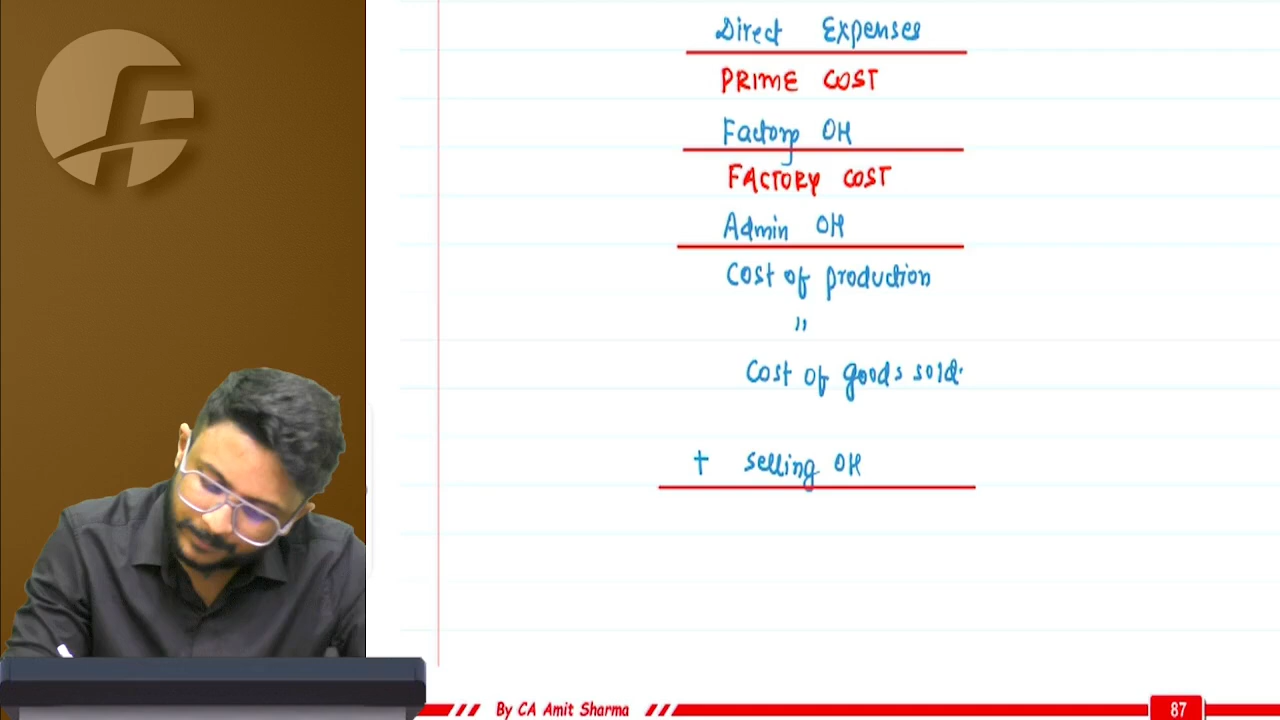 Direct Expenses
PRIME COST
Factory OH
FACTORY COST
Admin OH
Cost of production
"
Cost of goods sold.
+ Selling OH
By CA Amit Sharma
87